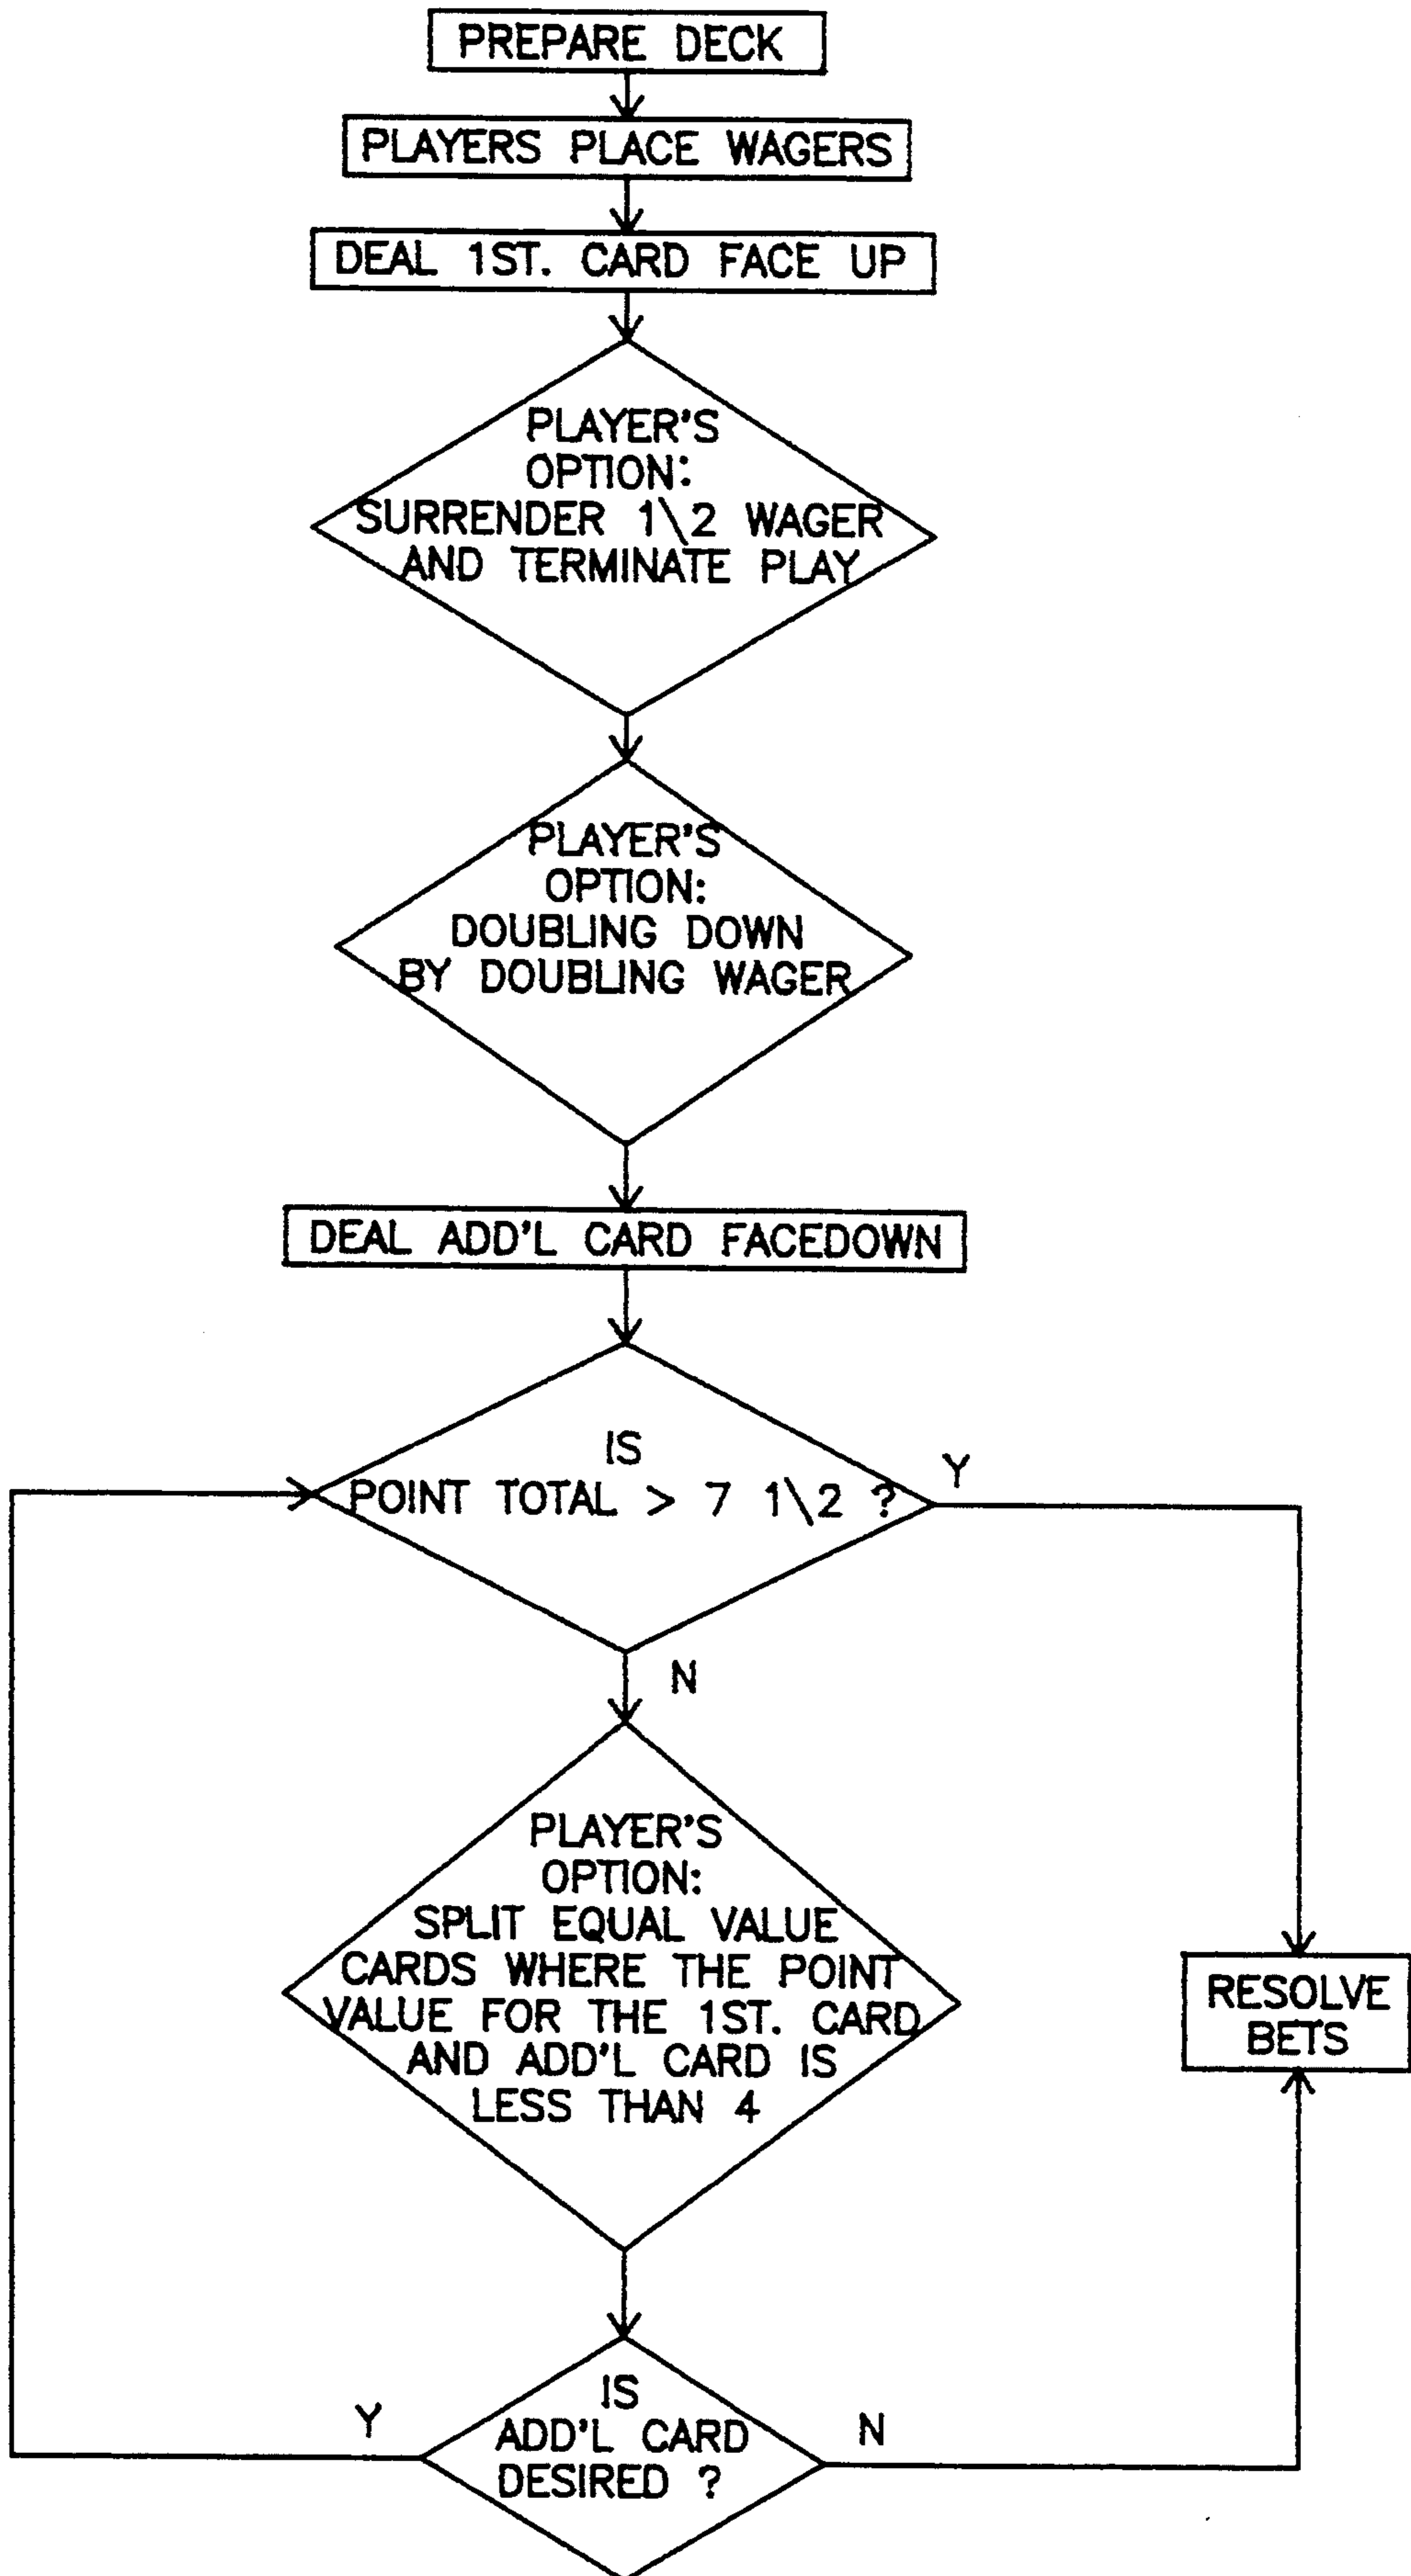 PREPARE DECK
PLAYERS PLACE WAGERS
DEAL 1ST. CARD FACE UP
PLAYER'S
OPTION:
SURRENDER 1\2 WAGER
AND TERMINATE PLAY
PLAYER'S
OPTION:
DOUBLING DOWN
BY DOUBLING WAGER
DEAL ADD'L CARD FACEDOWN
IS
POINT TOTAL > 7 1\2 ?
Y
N
PLAYER'S
OPTION:
SPLIT EQUAL VALUE
CARDS WHERE THE POINT
VALUE FOR THE 1ST. CARD
AND ADD'L CARD IS
LESS THAN 4
RESOLVE
BETS
IS
ADD'L CARD
DESIRED ?
Y
N